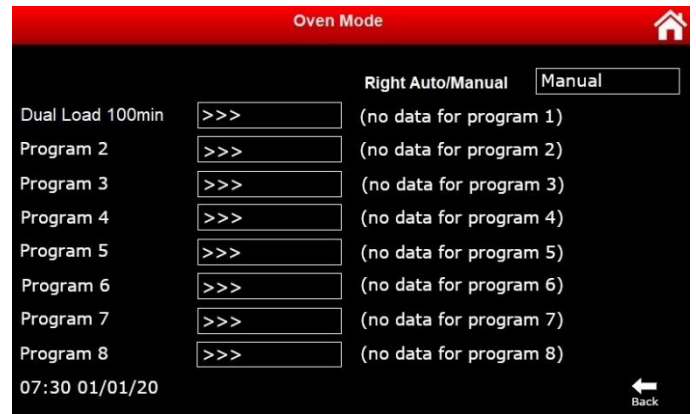 Oven Mode
Right Auto/Manual Manual
Dual Load 100min >>> (no data for program 1)
Program 2 >>> (no data for program 2)
Program 3 >>> (no data for program 3)
Program 4 >>> (no data for program 4)
Program 5 >>> (no data for program 5)
Program 6 >>> (no data for program 6)
Program 7 >>> (no data for program 7)
Program 8 >>> (no data for program 8)
07:30 01/01/20
Back